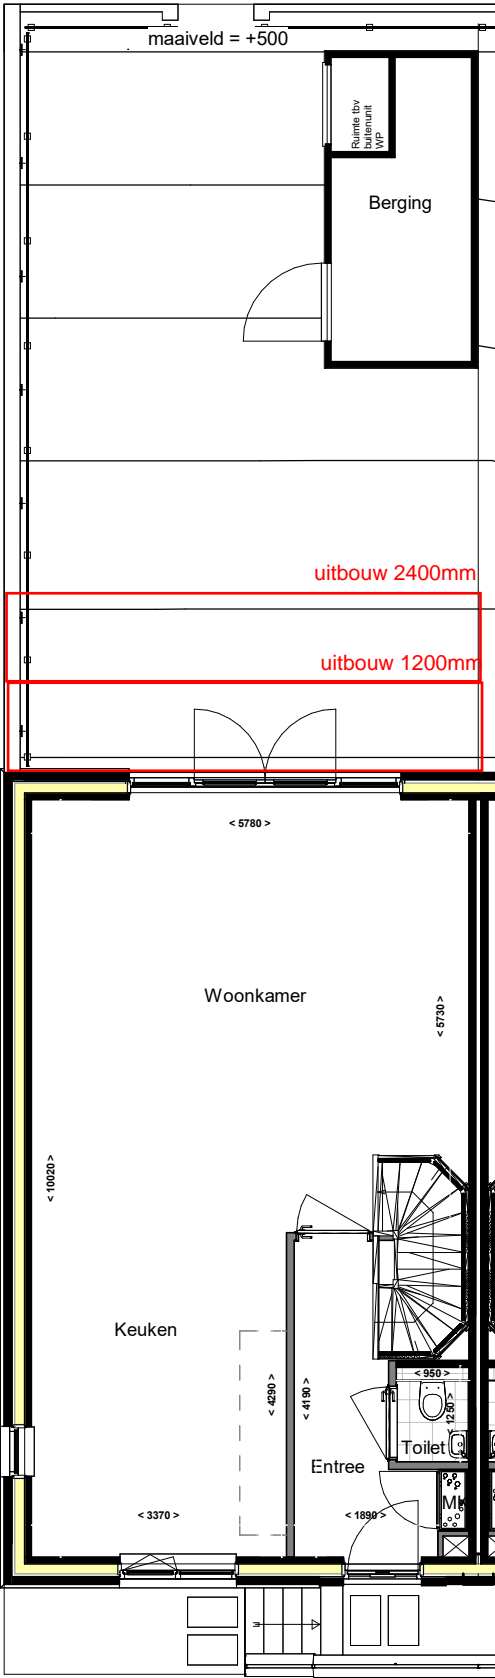 maaiveld = +500
Ruimte tbv
buitenunit
WP
Berging
uitbouw 2400mm
uitbouw 1200mm
< 5780 >
Woonkamer
< 5730 >
< 10020 >
Keuken
< 950 >
< 4290 >
< 4190 >
< 1250 >
Toilet
Entree
MK
< 3370 >
< 1890 >